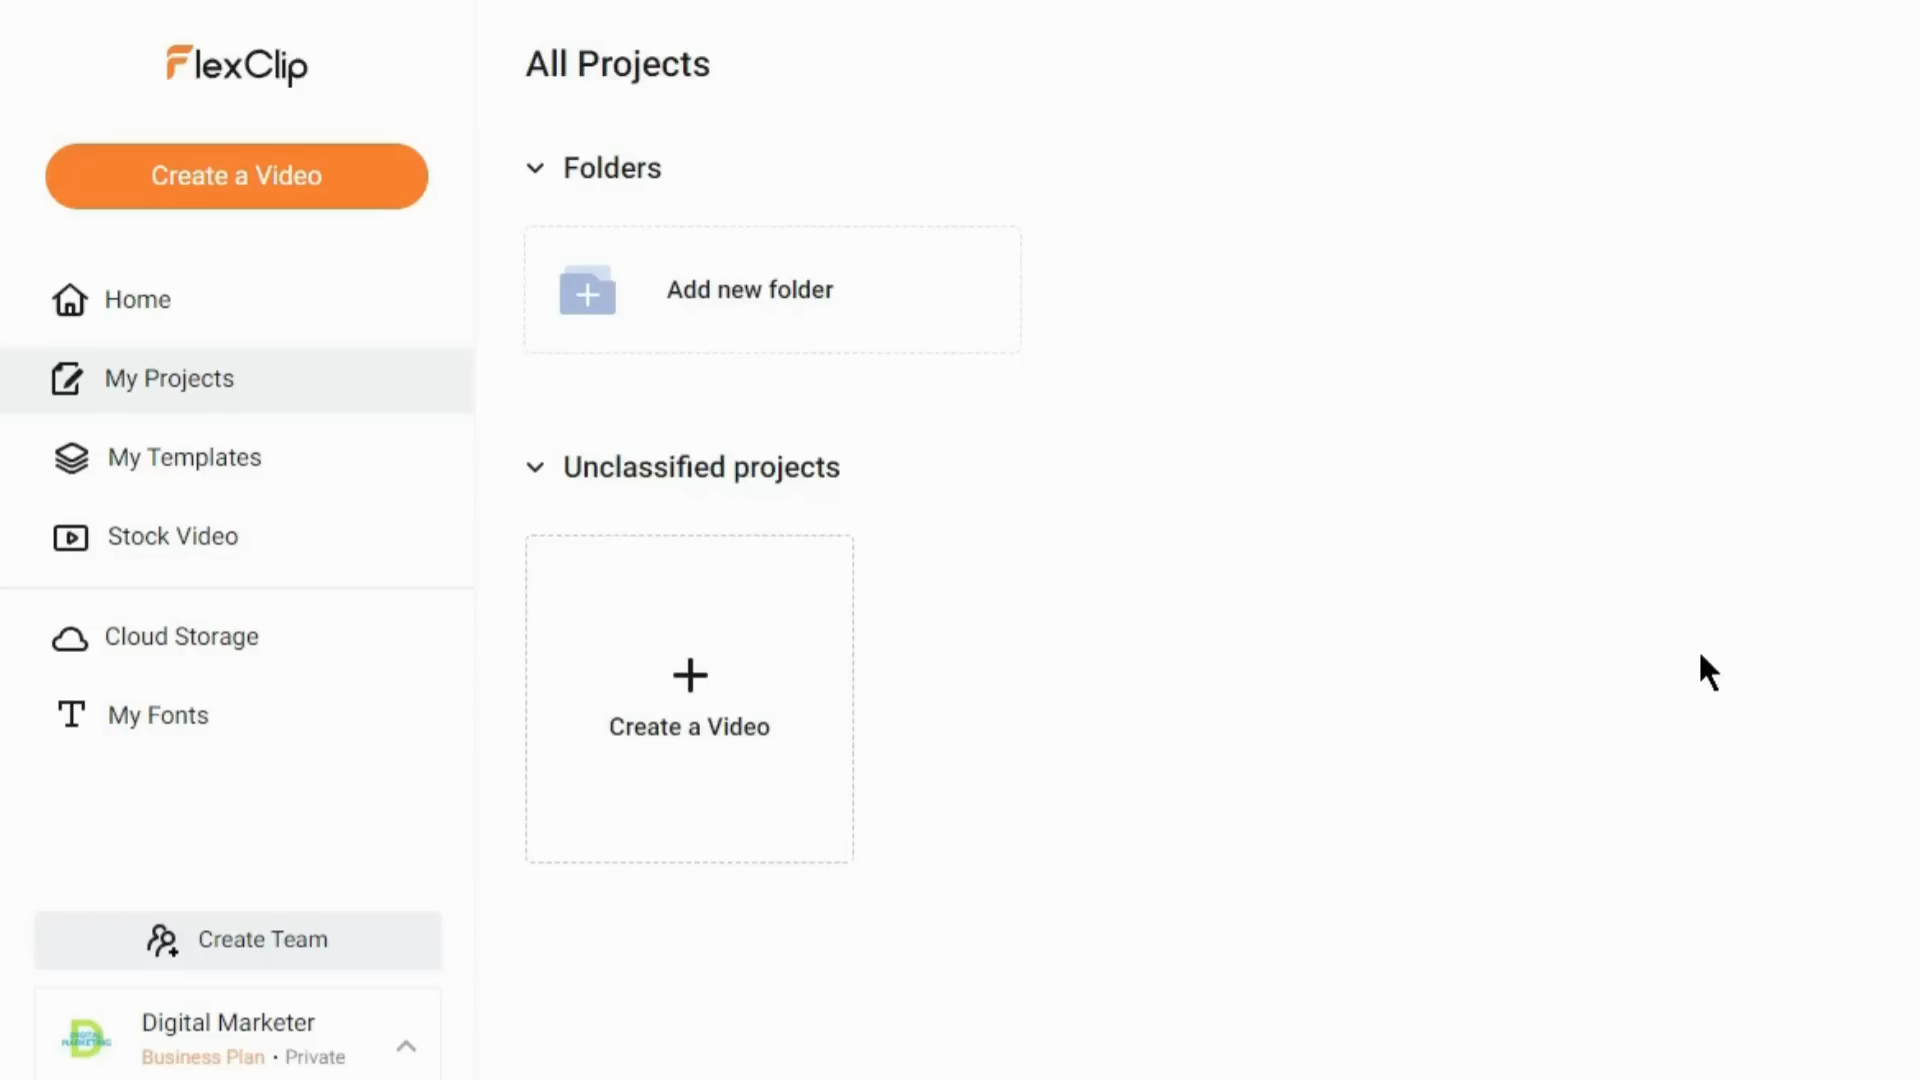 FlexClip
Create a Video
Home
My Projects
My Templates
Stock Video
Cloud Storage
My Fonts
Create Team
Digital Marketer
Business Plan • Private
All Projects
Folders
Add new folder
Unclassified projects
Create a Video